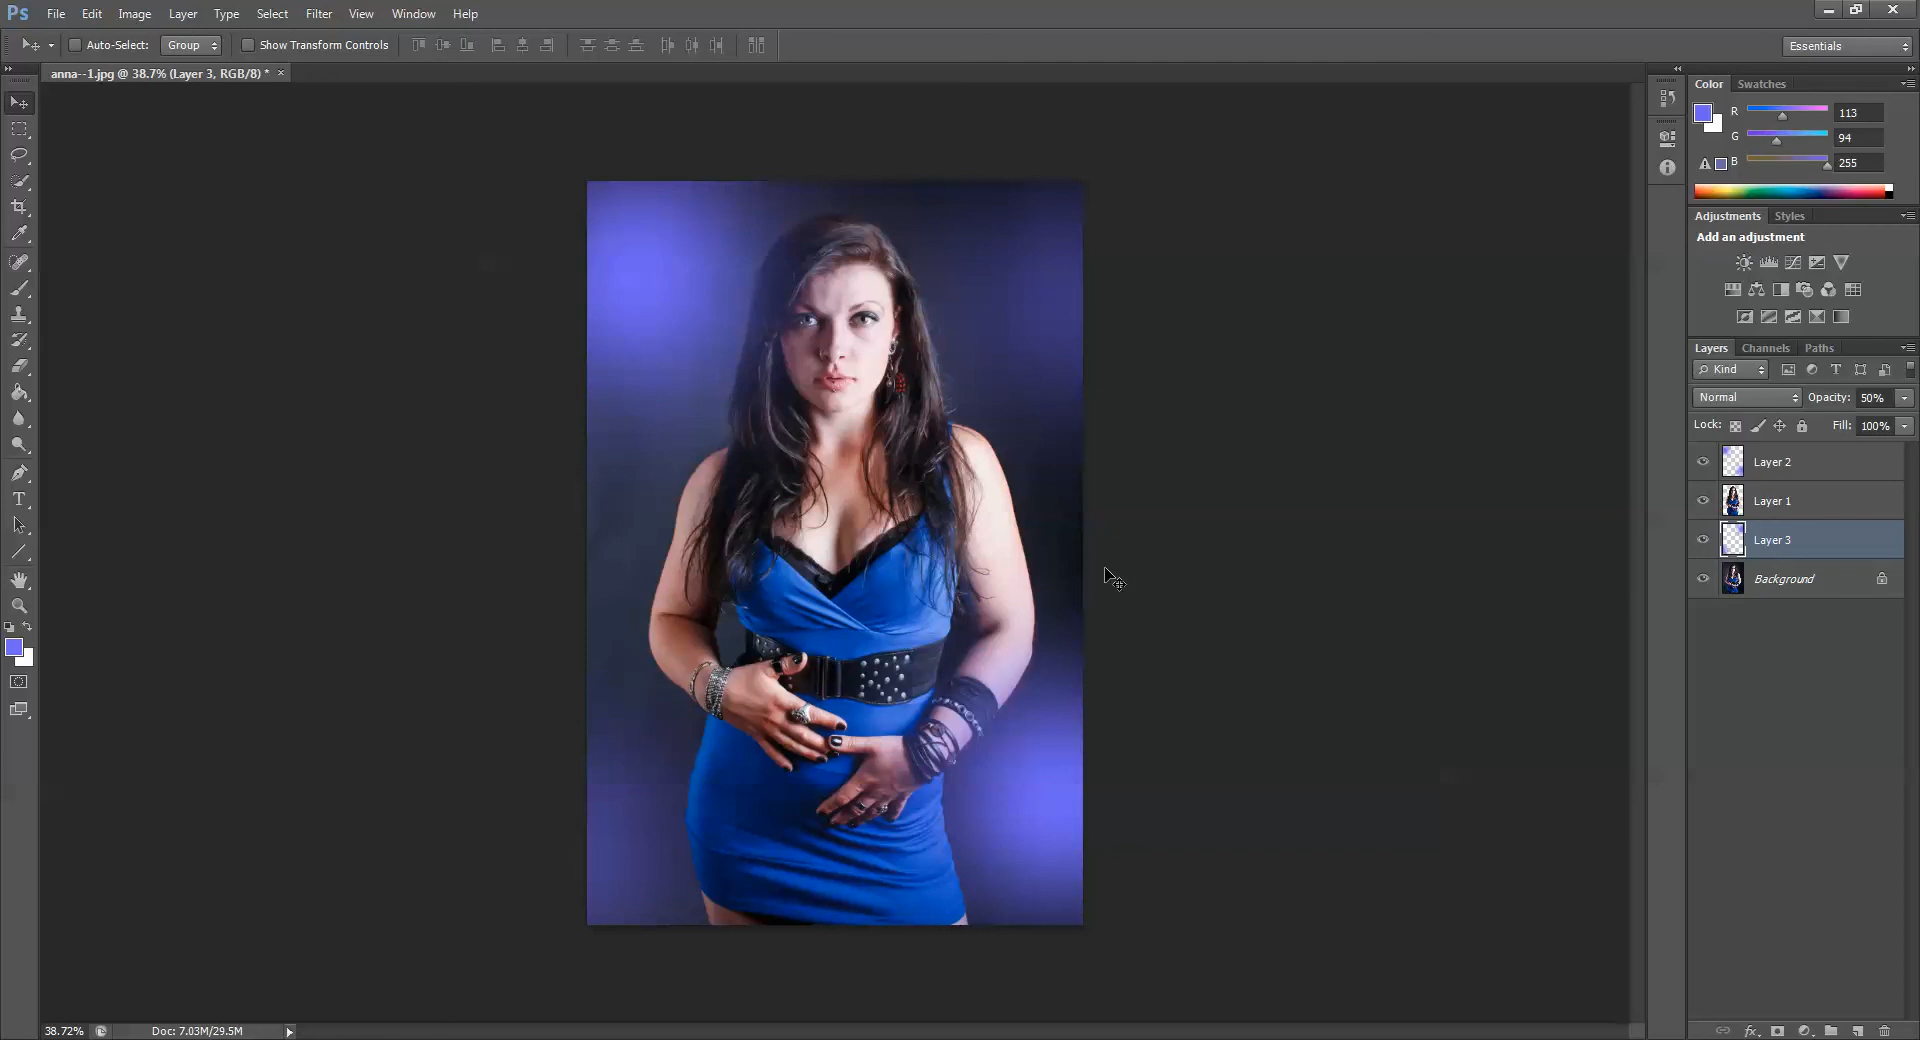 Ps File Edit Image Layer Type Select Filter View Window Help
Auto-Select: Group Show Transform Controls Essentials
anna--1.jpg @ 38.7% (Layer 3, RGB/8) * ×
Color Swatches
R 113
G 94
B 255
Adjustments Styles
Add an adjustment
Layers Channels Paths
Kind
Normal Opacity: 50%
Lock: Fill: 100%
Layer 2
Layer 1
Layer 3
Background
38.72% Doc: 7.03M/29.5M